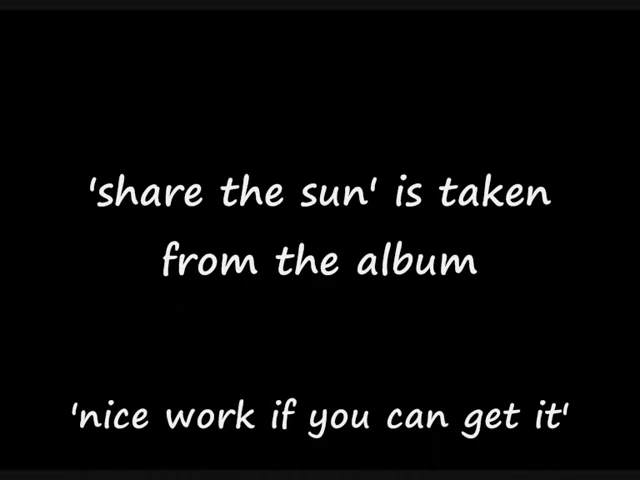 'share the sun' is taken
from the album
'nice work if you can get it'